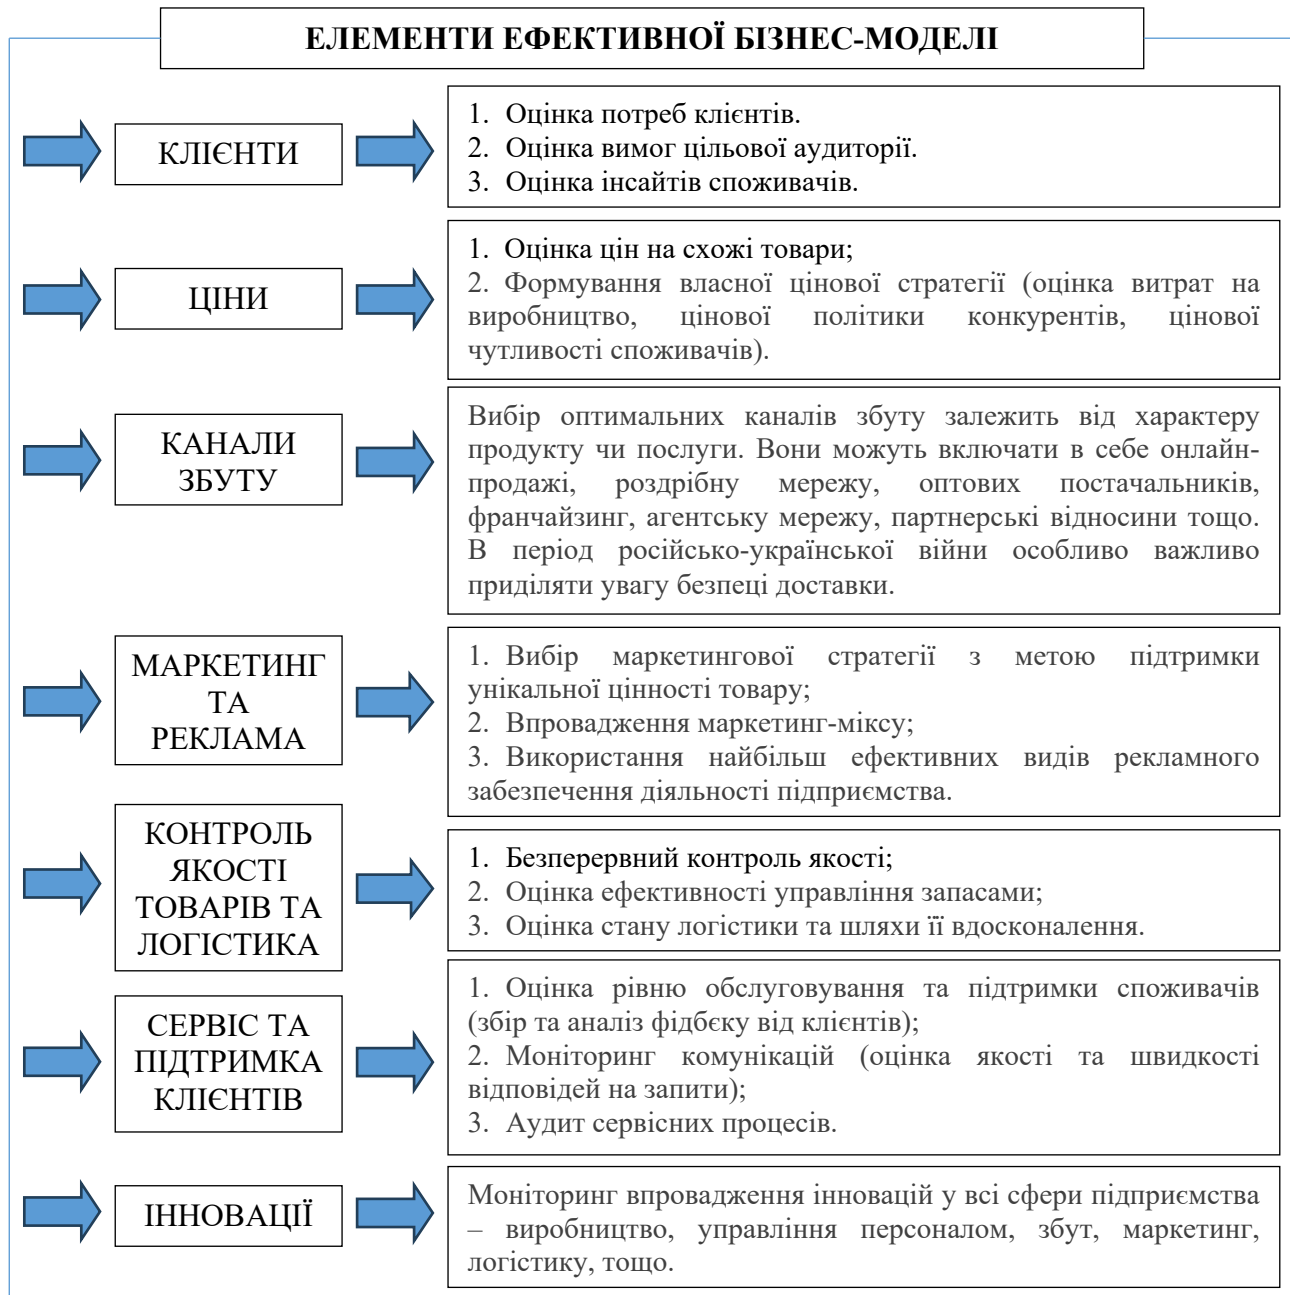 ЕЛЕМЕНТИ ЕФЕКТИВНОЇ БІЗНЕС-МОДЕЛІ
КЛІЄНТИ
1. Оцінка потреб клієнтів.
2. Оцінка вимог цільової аудиторії.
3. Оцінка інсайтів споживачів.
ЦІНИ
1. Оцінка цін на схожі товари;
2. Формування власної цінової стратегії (оцінка витрат на
виробництво, цінової політики конкурентів, цінової
чутливості споживачів).
КАНАЛИ
ЗБУТУ
Вибір оптимальних каналів збуту залежить від характеру
продукту чи послуги. Вони можуть включати в себе онлайн-
продажі, роздрібну мережу, оптових постачальників,
франчайзинг, агентську мережу, партнерські відносини тощо.
В період російсько-української війни особливо важливо
приділяти увагу безпеці доставки.
МАРКЕТИНГ
ТА
РЕКЛАМА
1. Вибір маркетингової стратегії з метою підтримки
унікальної цінності товару;
2. Впровадження маркетинг-міксу;
3. Використання найбільш ефективних видів рекламного
забезпечення діяльності підприємства.
КОНТРОЛЬ
ЯКОСТІ
ТОВАРІВ ТА
ЛОГІСТИКА
1. Безперервний контроль якості;
2. Оцінка ефективності управління запасами;
3. Оцінка стану логістики та шляхи її вдосконалення.
СЕРВІС ТА
ПІДТРИМКА
КЛІЄНТІВ
1. Оцінка рівню обслуговування та підтримки споживачів
(збір та аналіз фідбєку від клієнтів);
2. Моніторинг комунікацій (оцінка якості та швидкості
відповідей на запити);
3. Аудит сервісних процесів.
ІННОВАЦІЇ
Моніторинг впровадження інновацій у всі сфери підприємства
– виробництво, управління персоналом, збут, маркетинг,
логістику, тощо.